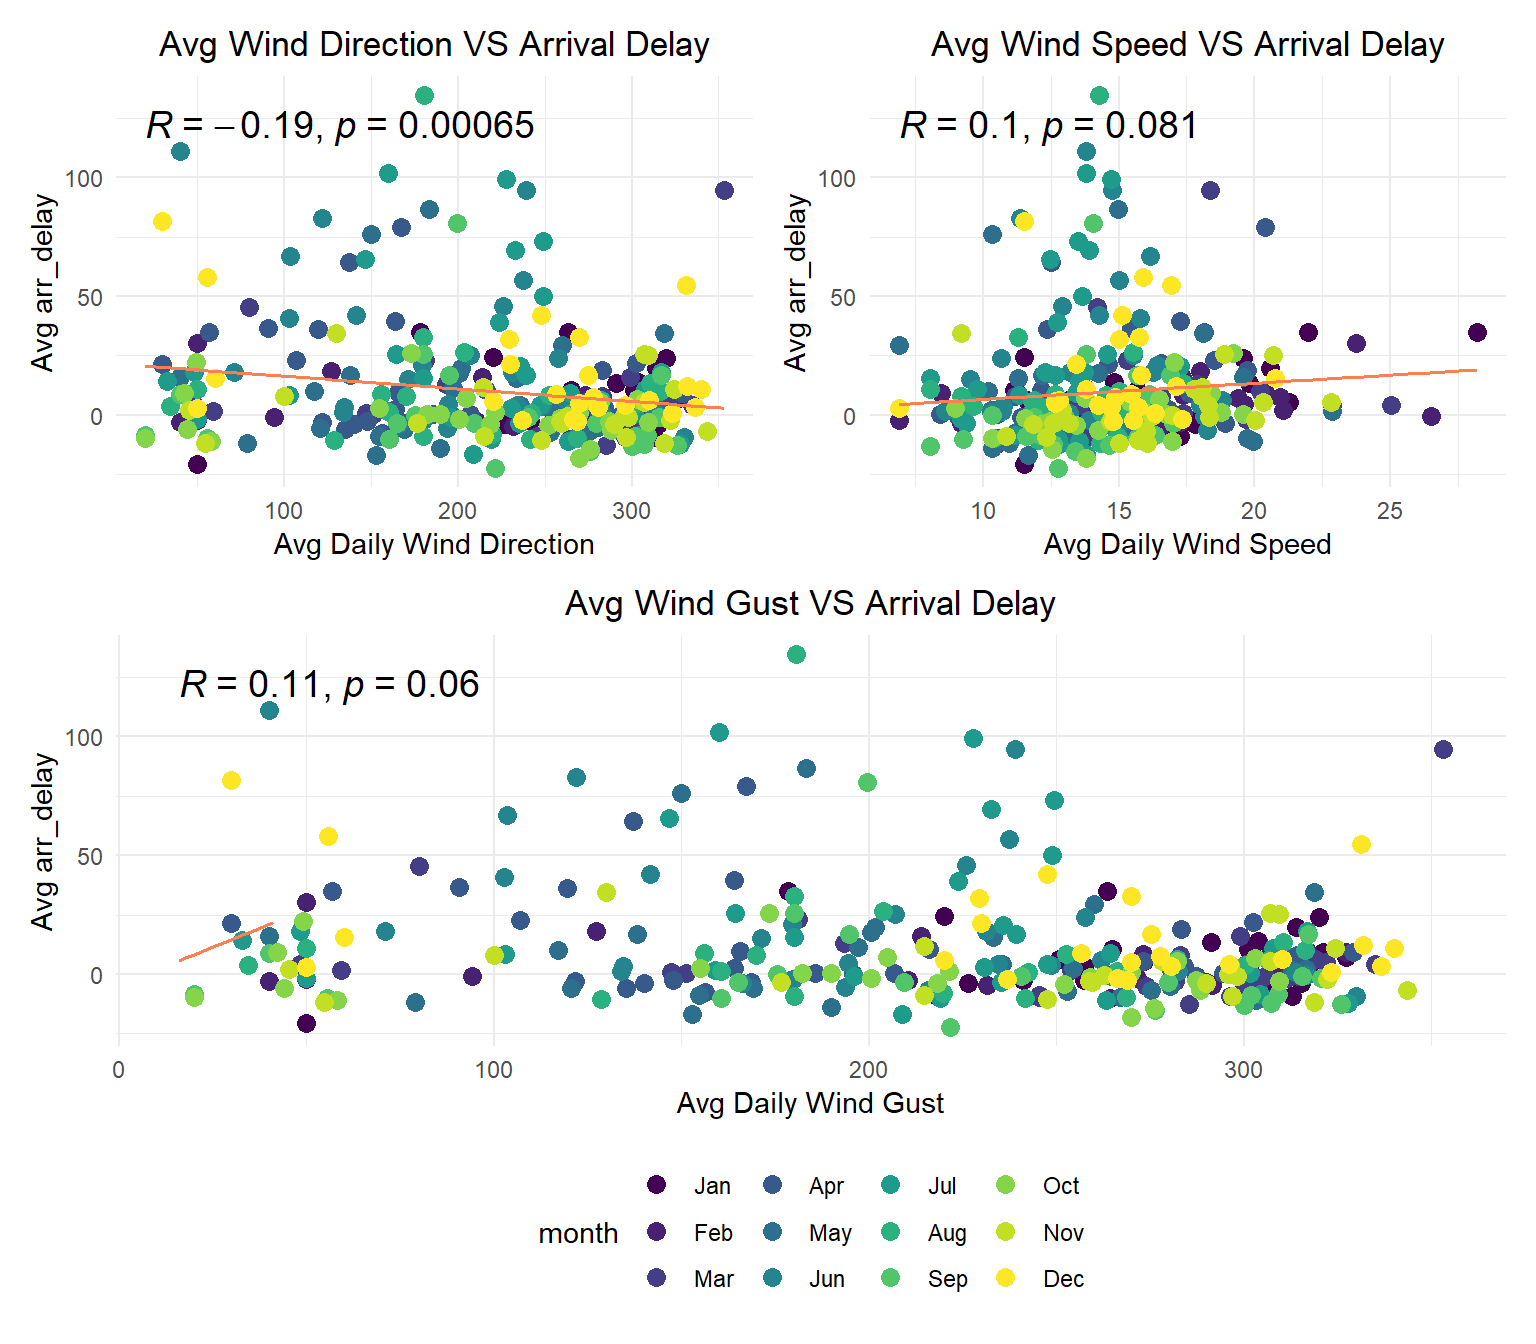 Avg Wind Direction VS Arrival Delay
R = −0.19, p = 0.00065
100
50
0
Avg arr_delay
100 200 300
Avg Daily Wind Direction
Avg Wind Speed VS Arrival Delay
R = 0.1, p = 0.081
100
50
0
Avg arr_delay
10 15 20 25
Avg Daily Wind Speed
Avg Wind Gust VS Arrival Delay
R = 0.11, p = 0.06
100
50
0
Avg arr_delay
0 100 200 300
Avg Daily Wind Gust
month
Jan Apr Jul Oct
Feb May Aug Nov
Mar Jun Sep Dec